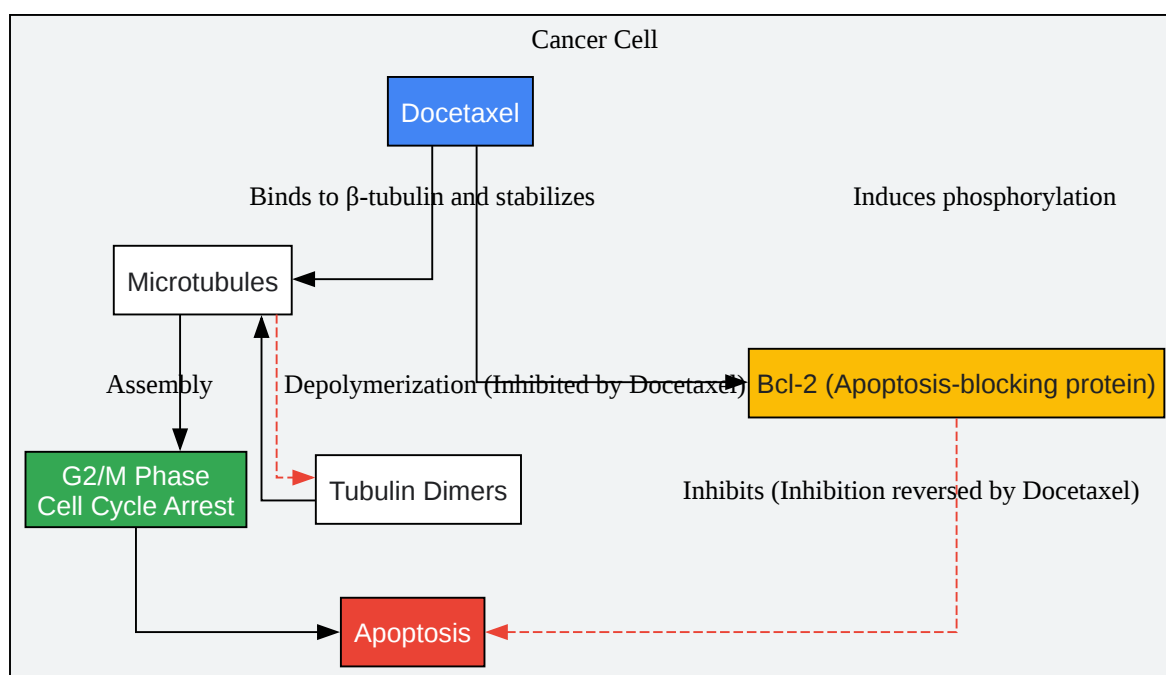 Cancer Cell
Docetaxel
Binds to β-tubulin and stabilizes
Induces phosphorylation
Microtubules
Assembly
Depolymerization (Inhibited by Docetaxel)
Bcl-2 (Apoptosis-blocking protein)
G2/M Phase
Cell Cycle Arrest
Tubulin Dimers
Inhibits (Inhibition reversed by Docetaxel)
Apoptosis